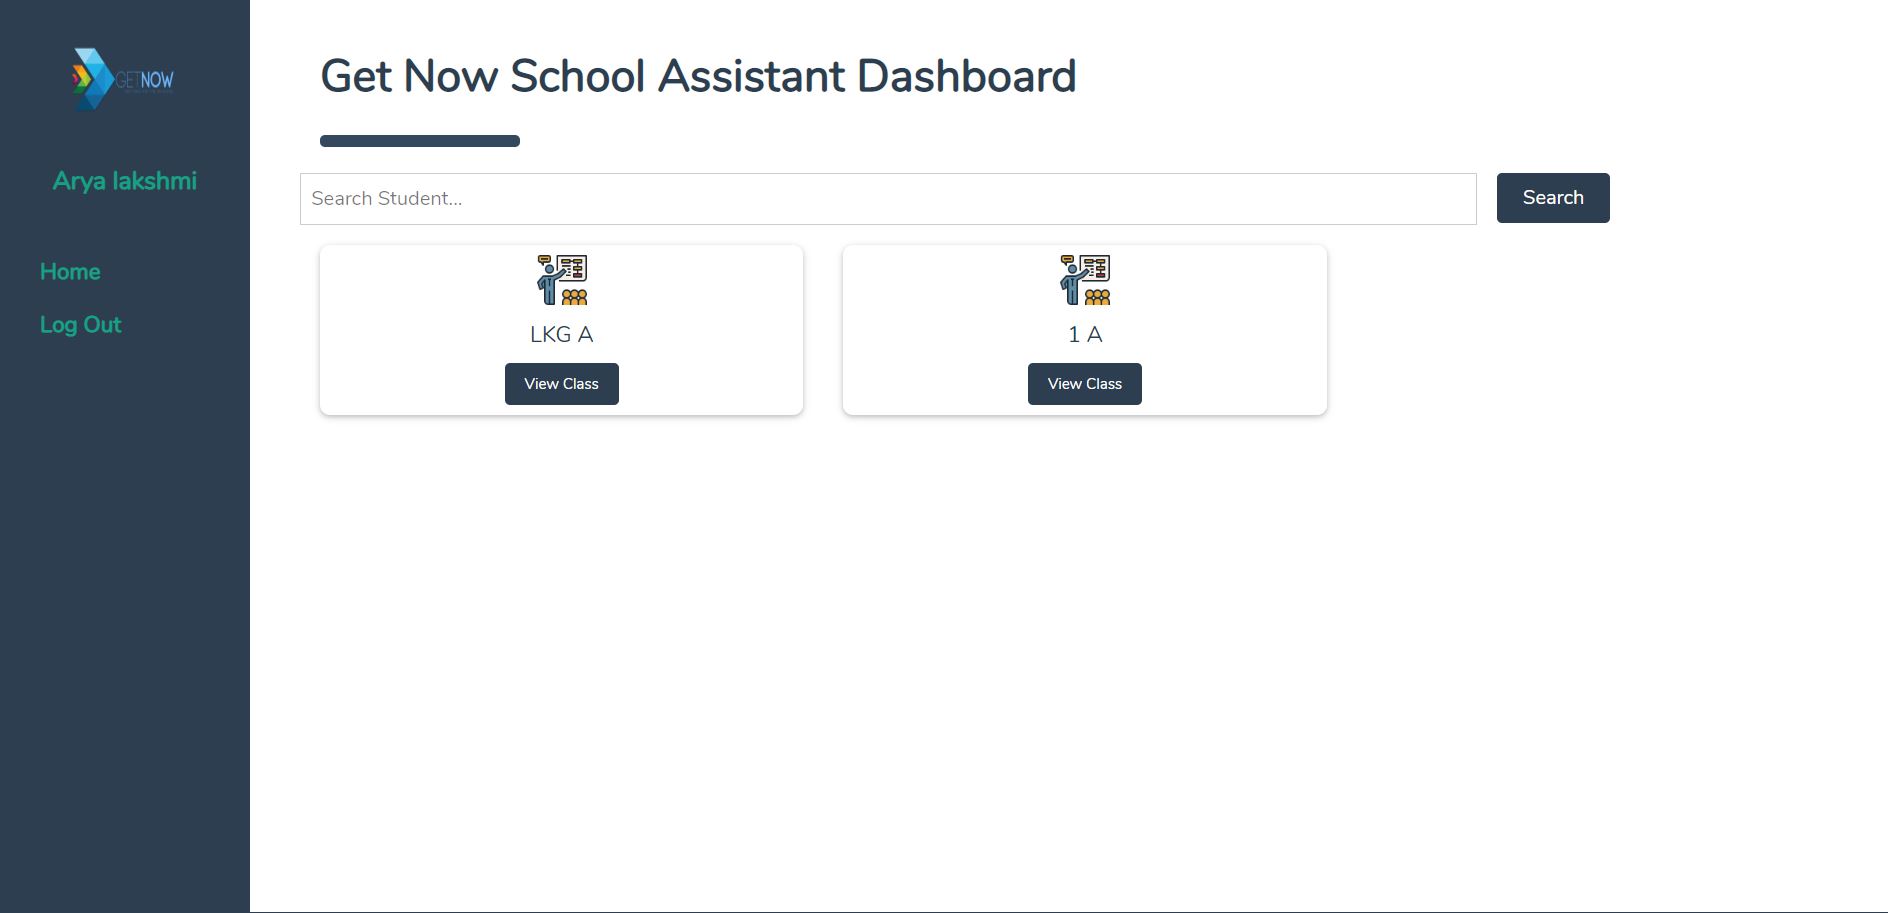 GETNOW
Get Now School Assistant Dashboard
Arya lakshmi
Home
Log Out
Search Student...
Search
LKG A
View Class
1 A
View Class